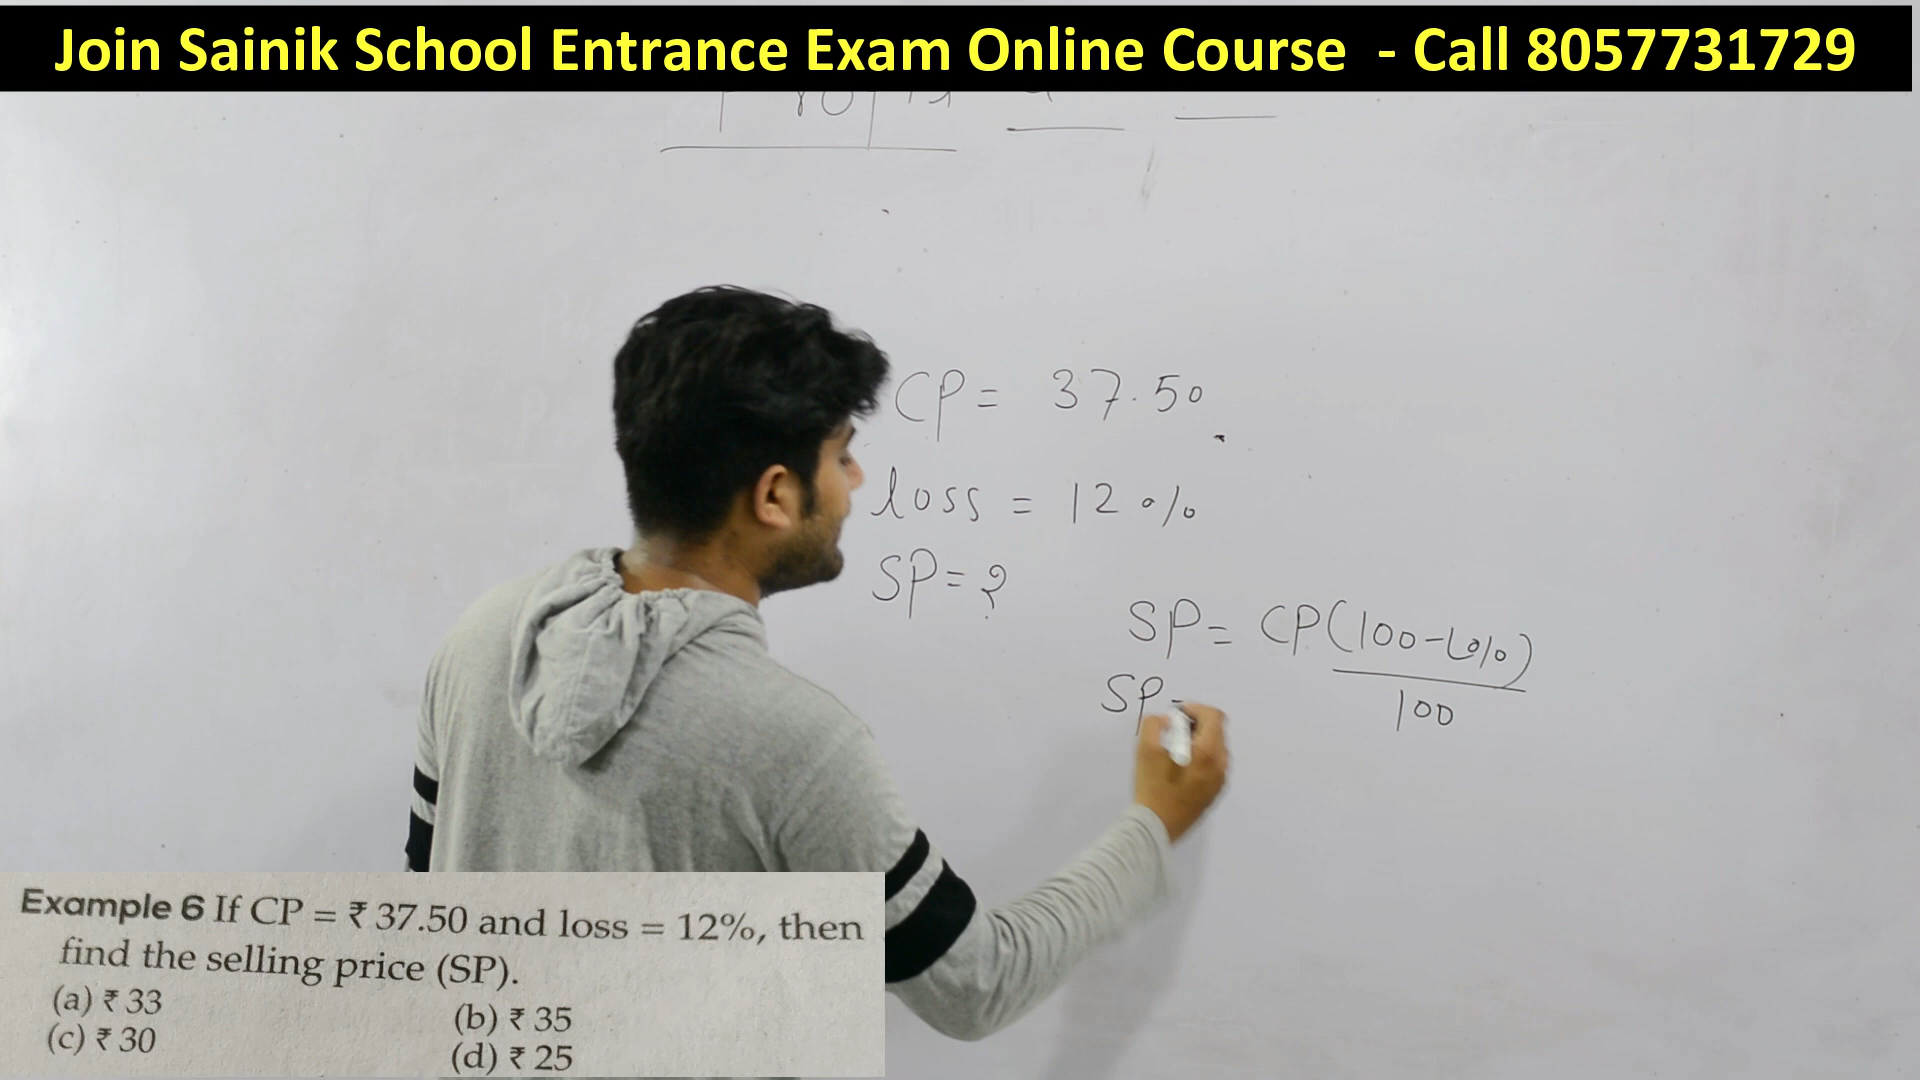 Join Sainik School Entrance Exam Online Course - Call 8057731729
CP = 37.50
loss = 12 %
SP = ?
SP = CP(100-L%)
100
SP =
Example 6 If CP = ₹ 37.50 and loss = 12%, then
find the selling price (SP).
(a) ₹ 33
(b) ₹ 35
(c) ₹ 30
(d) ₹ 25